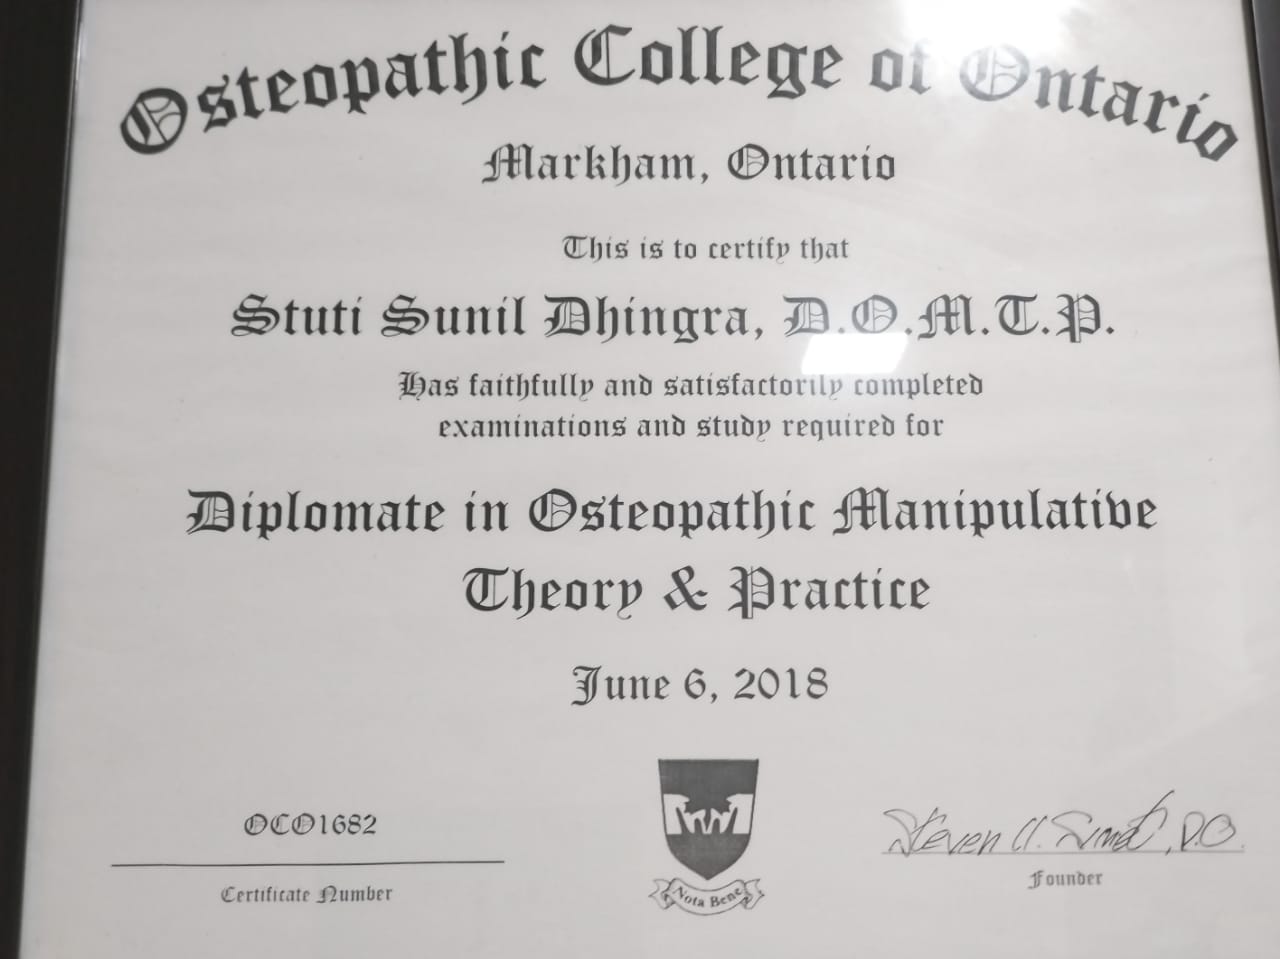 Osteopathic College of Ontario
Markham, Ontario
This is to certify that
Stuti Sunil Dhingra, D.O.M.T.P.
Has faithfully and satisfactorily completed
examinations and study required for
Diplomate in Osteopathic Manipulative
Theory & Practice
June 6, 2018
OCO1682
Certificate Number
Nota Bene
Steven , D.O.
Founder